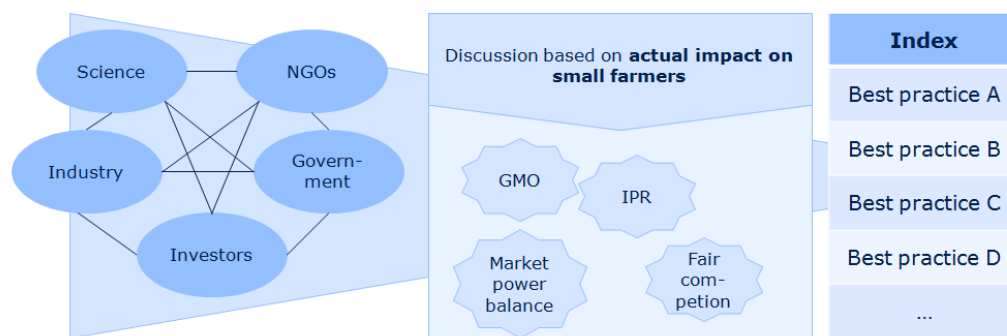 Science
NGOs
Industry
Govern-
ment
Investors
Discussion based on actual impact on
small farmers
GMO
IPR
Market
power
balance
Fair
com-
petion
Index
Best practice A
Best practice B
Best practice C
Best practice D
...